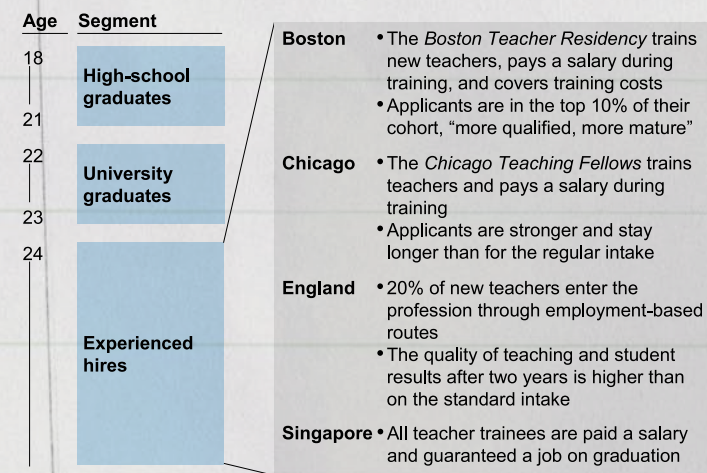 Age Segment
18
High-school
graduates
21
22
University
graduates
23
24
Experienced
hires
Boston • The Boston Teacher Residency trains
new teachers, pays a salary during
training, and covers training costs
• Applicants are in the top 10% of their
cohort, “more qualified, more mature”
Chicago • The Chicago Teaching Fellows trains
teachers and pays a salary during
training
• Applicants are stronger and stay
longer than for the regular intake
England • 20% of new teachers enter the
profession through employment-based
routes
• The quality of teaching and student
results after two years is higher than
on the standard intake
Singapore • All teacher trainees are paid a salary
and guaranteed a job on graduation